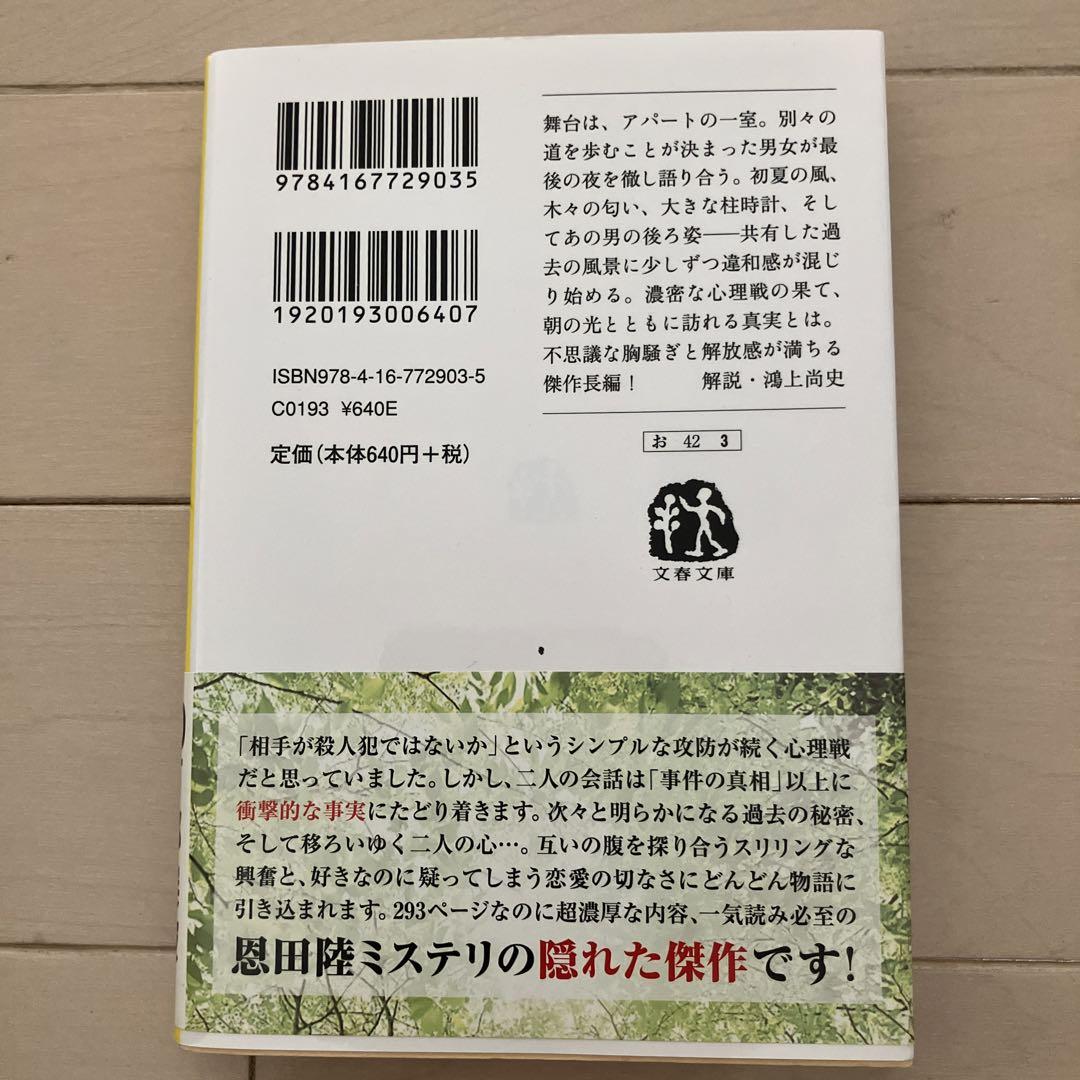 9784167729035
1920193006407
ISBN978-4-16-772903-5
C0193 ¥640E
定価(本体640円+税)
舞台は、アパートの一室。別々の
道を歩むことが決まった男女が最
後の夜を徹し語り合う。初夏の風、
木々の匂い、大きな柱時計、そし
てあの男の後ろ姿――共有した過
去の風景に少しずつ違和感が混じ
り始める。濃密な心理戦の果て、
朝の光とともに訪れる真実とは。
不思議な胸騒ぎと解放感が満ちる
傑作長編! 解説・鴻上尚史
お 42 3
文春文庫
「相手が殺人犯ではないか」というシンプルな攻防が続く心理戦
だと思っていました。しかし、二人の会話は「事件の真相」以上に
衝撃的な事実にたどり着きます。次々と明らかになる過去の秘密、
そして移ろいゆく二人の心…。互いの腹を探り合うスリリングな
興奮と、好きなのに疑ってしまう恋愛の切なさにどんどん物語に
引き込まれます。293ページなのに超濃厚な内容、一気読み必至の
恩田陸ミステリの隠れた傑作です!